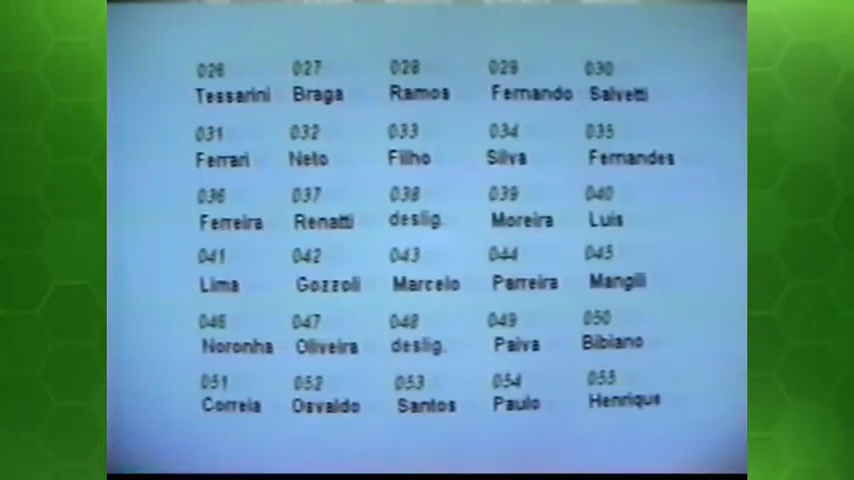 026 027 028 029 030
Tessarini Braga Ramos Fernando Salvetti
031 032 033 034 035
Ferrari Neto Filho Silva Fernandes
036 037 038 039 040
Ferreira Renatti deslig. Moreira Luis
041 042 043 044 045
Lima Gozzoli Marcelo Parreira Mangili
046 047 048 049 050
Noronha Oliveira deslig. Paiva Bibiano
051 052 053 054 055
Correia Osvaldo Santos Paulo Henrique